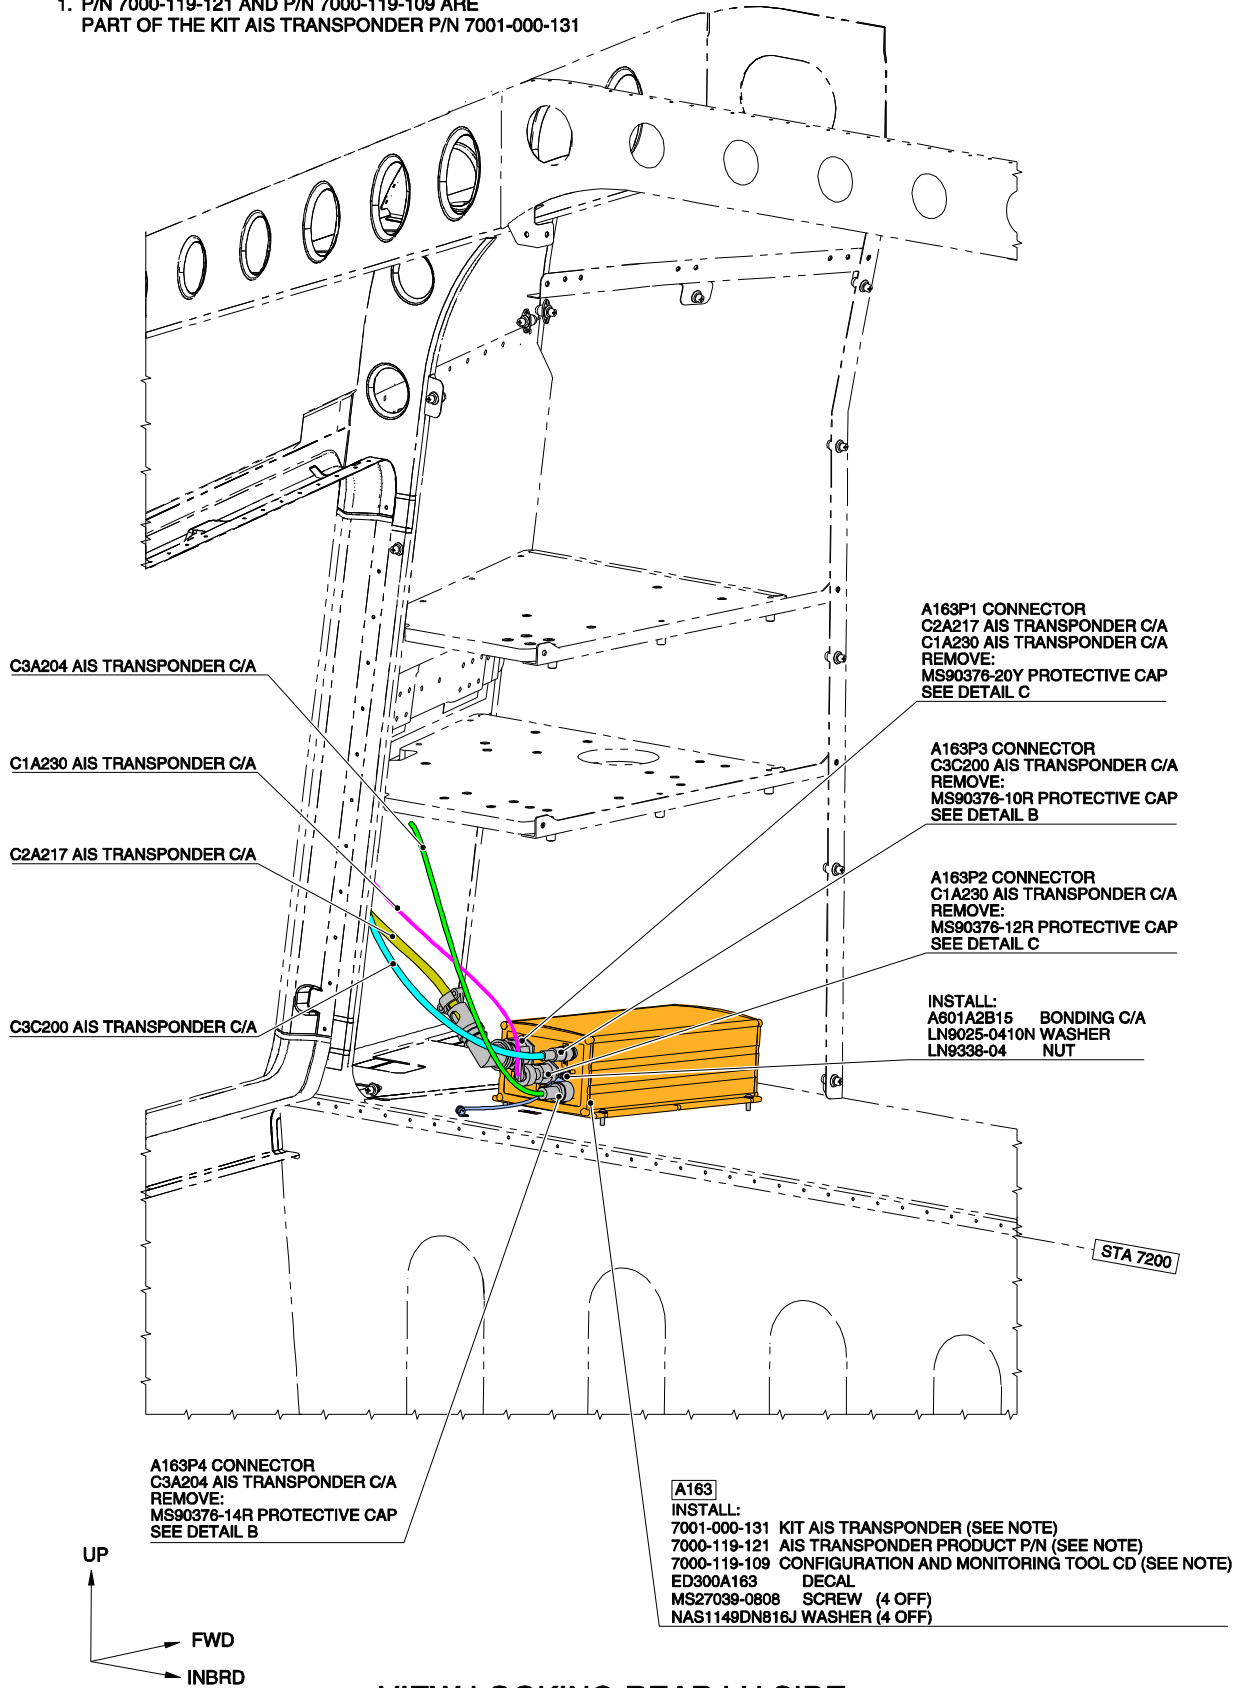 1. P/N 7000-119-121 AND P/N 7000-119-109 ARE
PART OF THE KIT AIS TRANSPONDER P/N 7001-000-131
A163P1 CONNECTOR
C2A217 AIS TRANSPONDER C/A
C1A230 AIS TRANSPONDER C/A
REMOVE:
MS90376-20Y PROTECTIVE CAP
SEE DETAIL C
C3A204 AIS TRANSPONDER C/A
A163P3 CONNECTOR
C3C200 AIS TRANSPONDER C/A
REMOVE:
MS90376-10R PROTECTIVE CAP
SEE DETAIL B
C1A230 AIS TRANSPONDER C/A
C2A217 AIS TRANSPONDER C/A
A163P2 CONNECTOR
C1A230 AIS TRANSPONDER C/A
REMOVE:
MS90376-12R PROTECTIVE CAP
SEE DETAIL C
INSTALL:
A601A2B15 BONDING C/A
LN9025-0410N WASHER
LN9338-04 NUT
C3C200 AIS TRANSPONDER C/A
STA 7200
A163P4 CONNECTOR
C3A204 AIS TRANSPONDER C/A
REMOVE:
MS90376-14R PROTECTIVE CAP
SEE DETAIL B
A163
INSTALL:
7001-000-131 KIT AIS TRANSPONDER (SEE NOTE)
7000-119-121 AIS TRANSPONDER PRODUCT P/N (SEE NOTE)
7000-119-109 CONFIGURATION AND MONITORING TOOL CD (SEE NOTE)
ED300A163 DECAL
MS27039-0808 SCREW (4 OFF)
NAS1149DN816J WASHER (4 OFF)
UP
FWD
INBRD
VIEW LOOKING REAR LH SIDE